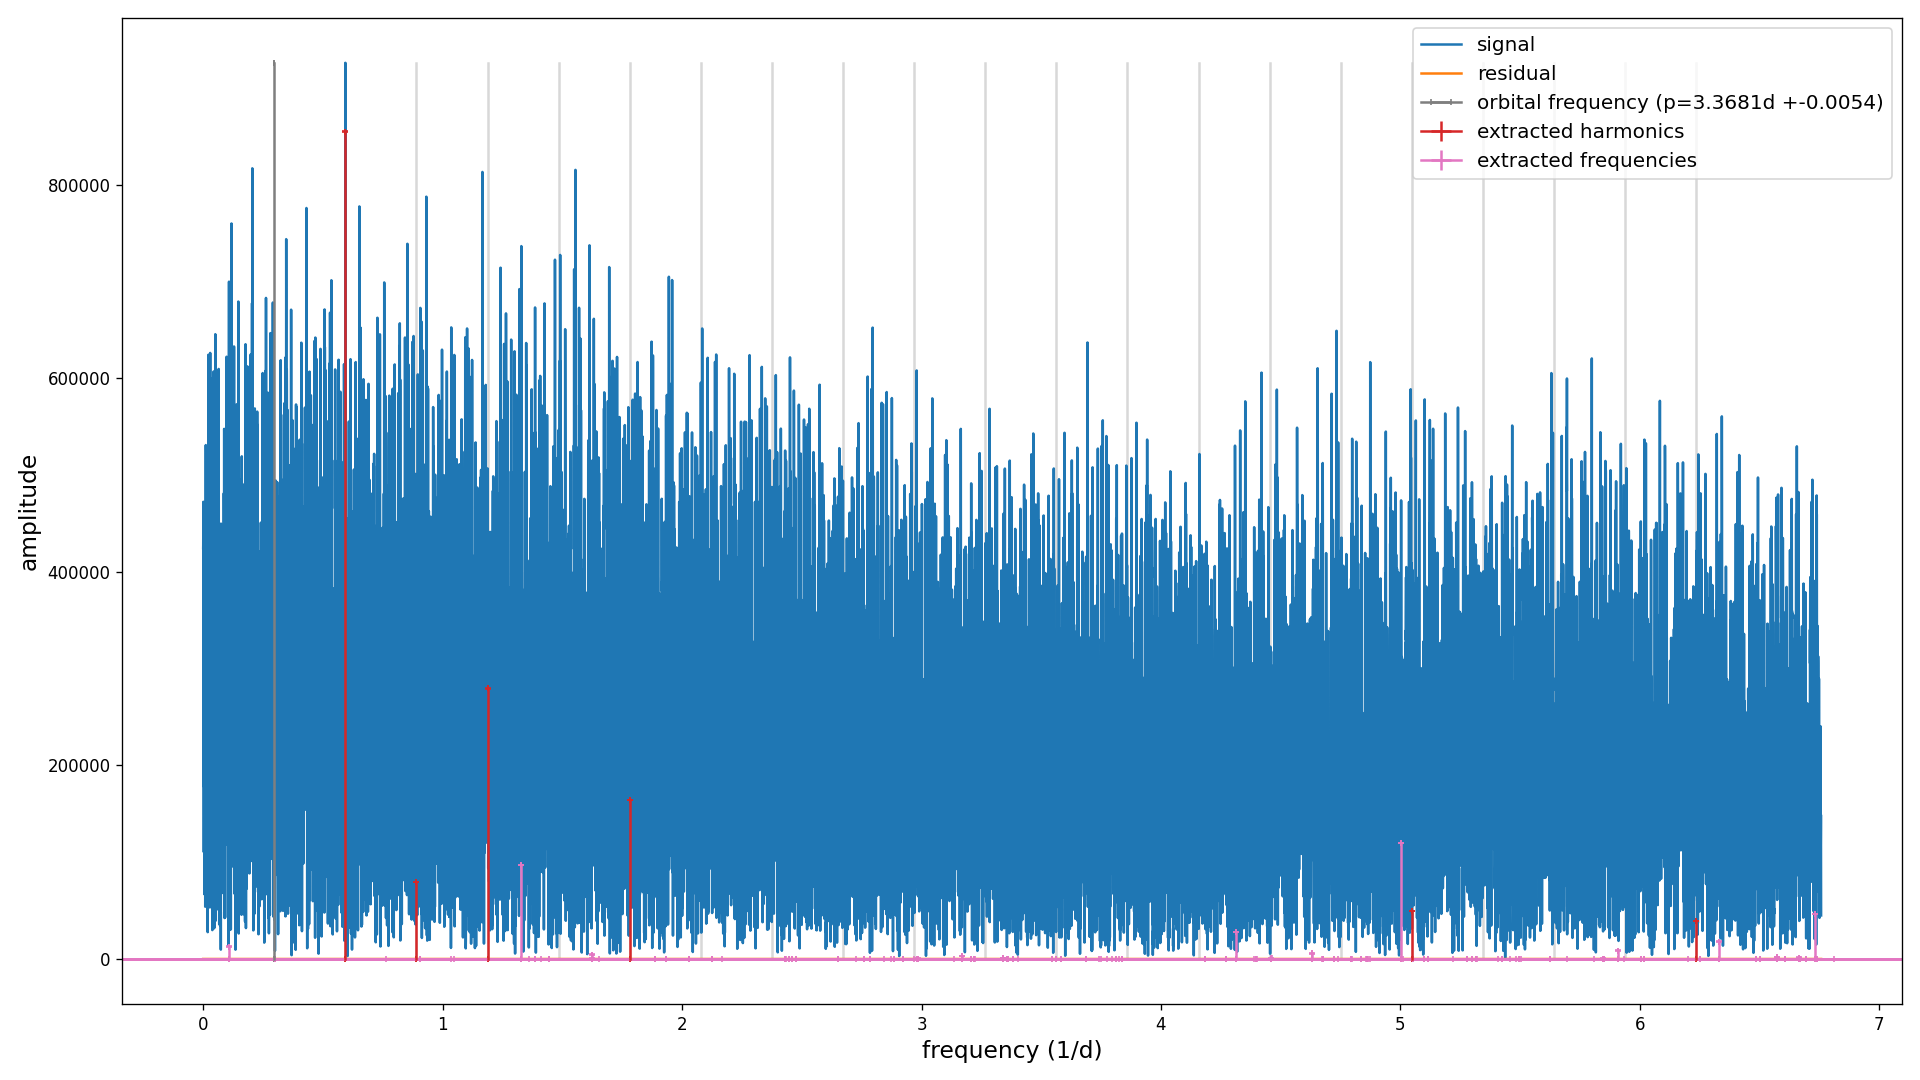 signal
residual
orbital frequency (p=3.3681d +-0.0054)
extracted harmonics
extracted frequencies
800000
600000
400000
200000
0
amplitude
0 1 2 3 4 5 6 7
frequency (1/d)